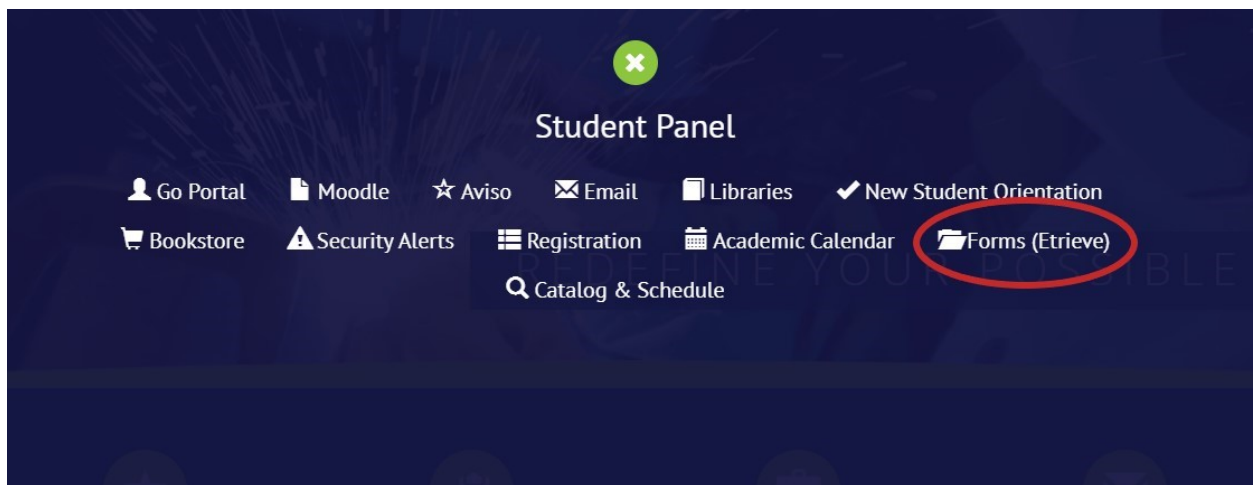 Student Panel
Go Portal Moodle Aviso Email Libraries New Student Orientation
Bookstore Security Alerts Registration Academic Calendar Forms (Etrieve)
REDEFINE YOUR POSSIBLE
Catalog & Schedule